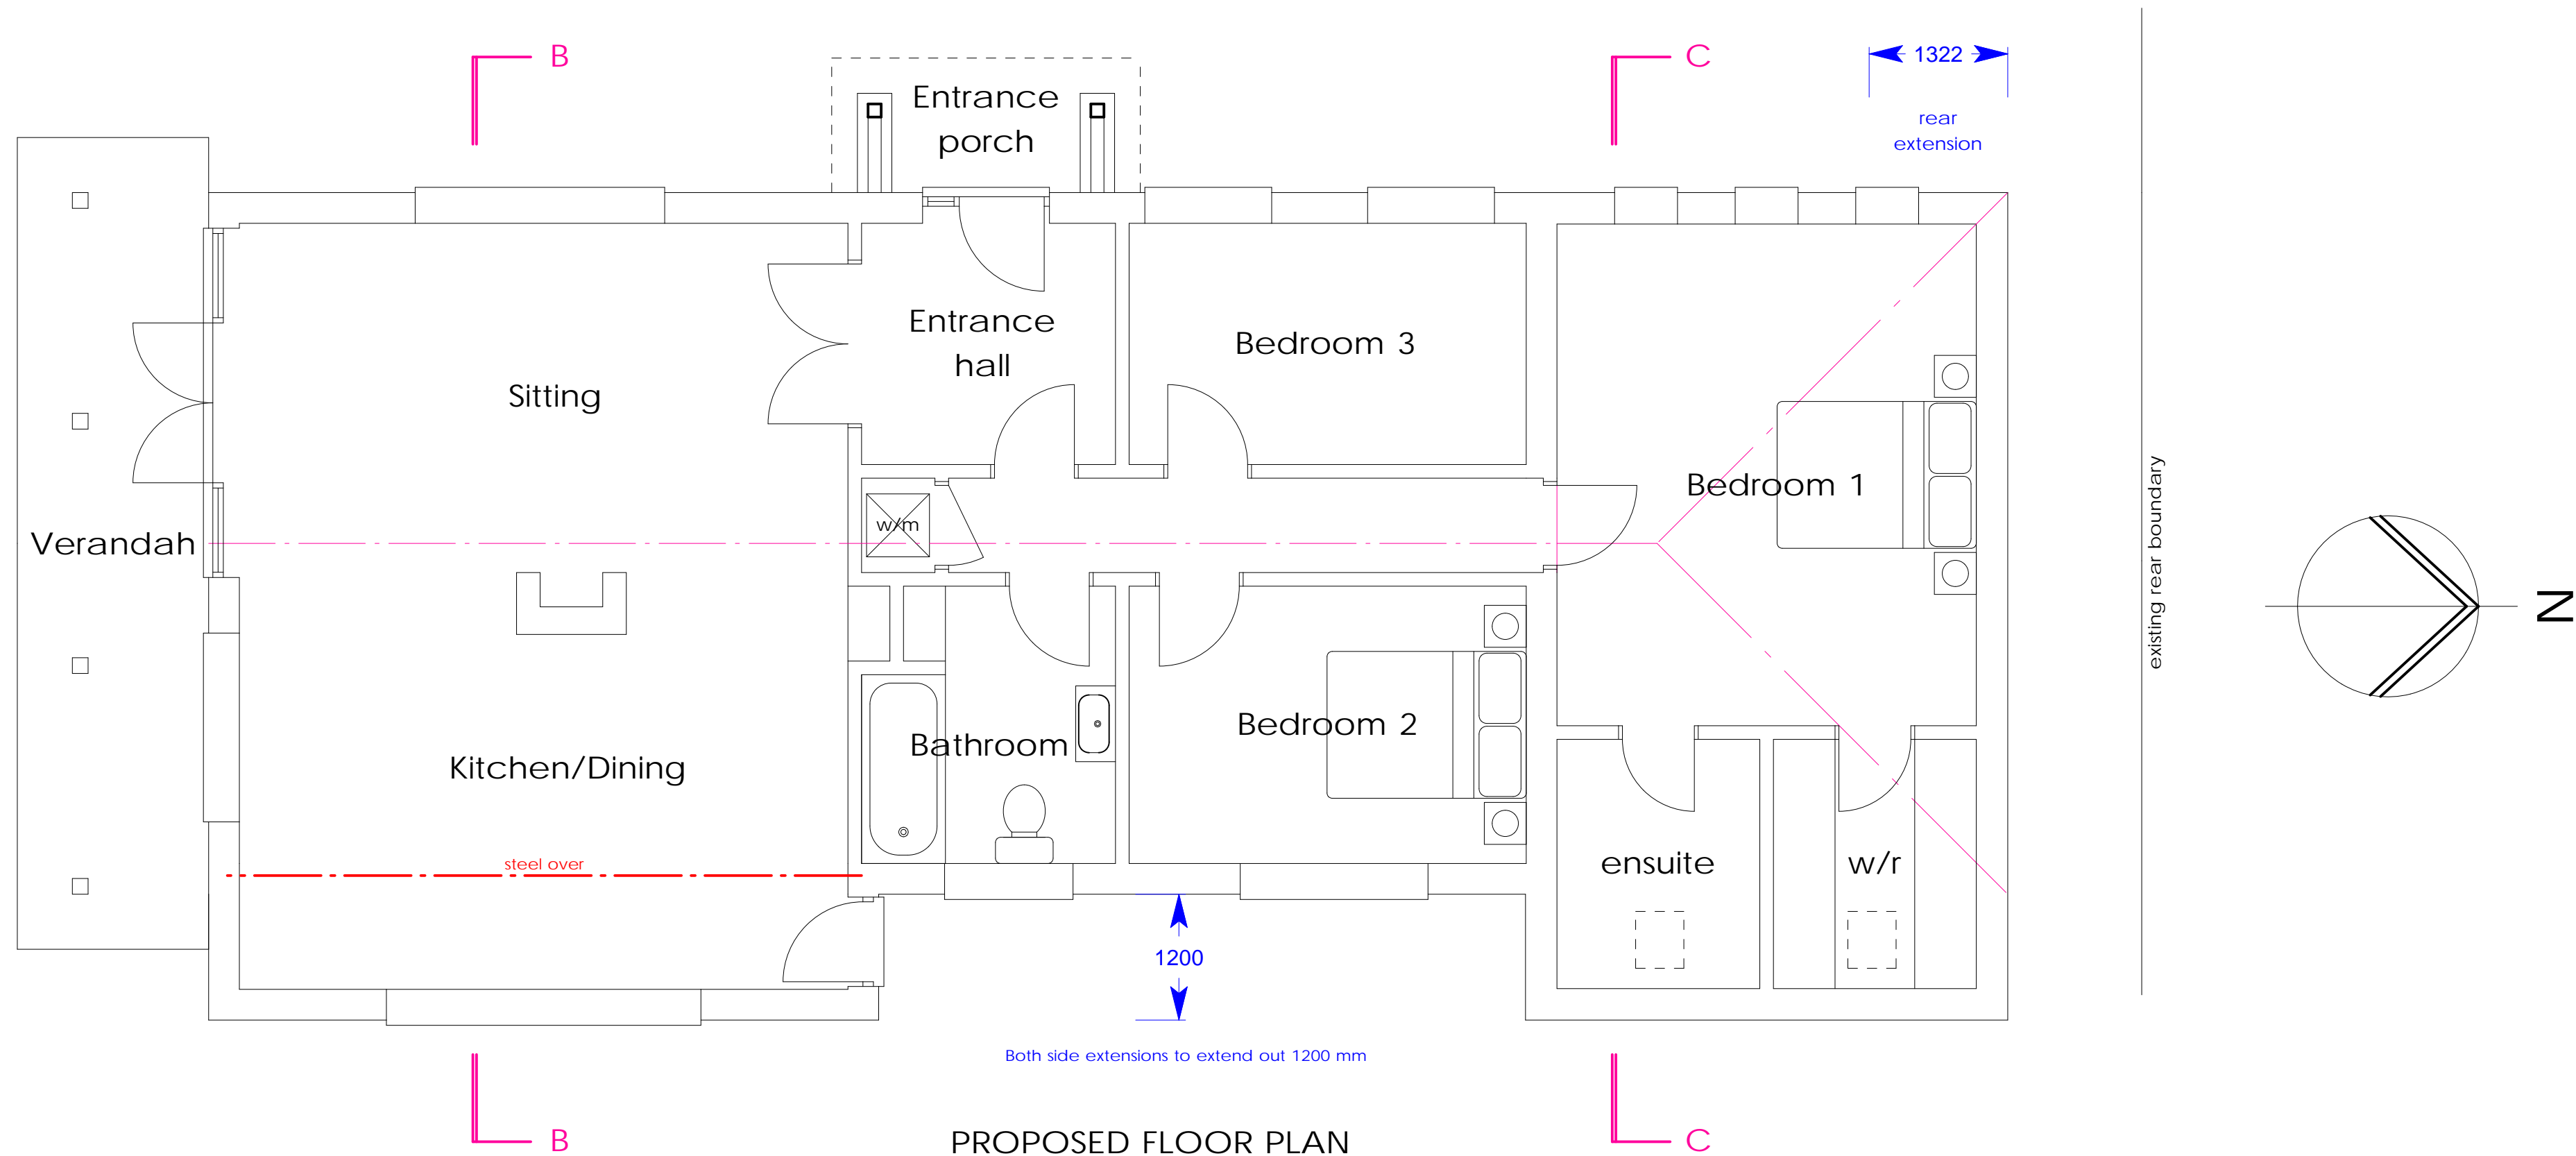 B
C
1322
rear
extension
Entrance
porch
Entrance
hall
Bedroom 3
Sitting
Bedroom 1
w/m
Verandah
existing rear boundary
N
Bedroom 2
Bathroom
Kitchen/Dining
steel over
ensuite
w/r
1200
Both side extensions to extend out 1200 mm
B
PROPOSED FLOOR PLAN
C